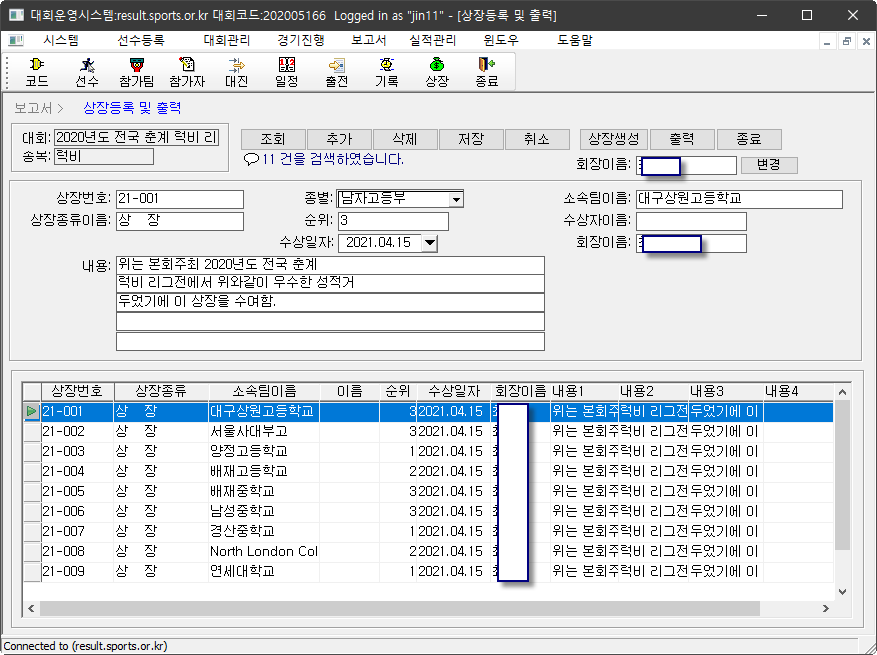 대회운영시스템:result.sports.or.kr 대회코드:202005166 Logged in as "jin11" - [상장등록 및 출력]
시스템 선수등록 대회관리 경기진행 보고서 실적관리 윈도우 도움말
코드 선수 참가팀 참가자 대진 일정 출전 기록 상장 종료
보고서 > 상장등록 및 출력
대회: 2020년도 전국 춘계 럭비 리
종목: 럭비
조회 추가 삭제 저장 취소 상장생성 출력 종료
11 건을 검색하였습니다.
회장이름: 변경
상장번호: 21-001 종별: 남자고등부 소속팀이름: 대구상원고등학교
상장종류이름: 상 장 순위: 3 수상자이름:
수상일자: 2021.04.15 회장이름:
내용: 위는 본회주최 2020년도 전국 춘계
럭비 리그전에서 위와같이 우수한 성적거
두었기에 이 상장을 수여함.
상장번호 상장종류 소속팀이름 이름 순위 수상일자 회장이름 내용1 내용2 내용3 내용4
21-001 상 장 대구상원고등학교 3 2021.04.15 위는 본회주 럭비 리그전 두었기에 이
21-002 상 장 서울사대부고 3 2021.04.15 위는 본회주 럭비 리그전 두었기에 이
21-003 상 장 양정고등학교 1 2021.04.15 위는 본회주 럭비 리그전 두었기에 이
21-004 상 장 배재고등학교 2 2021.04.15 위는 본회주 럭비 리그전 두었기에 이
21-005 상 장 배재중학교 3 2021.04.15 위는 본회주 럭비 리그전 두었기에 이
21-006 상 장 남성중학교 3 2021.04.15 위는 본회주 럭비 리그전 두었기에 이
21-007 상 장 경산중학교 1 2021.04.15 위는 본회주 럭비 리그전 두었기에 이
21-008 상 장 North London Col 2 2021.04.15 위는 본회주 럭비 리그전 두었기에 이
21-009 상 장 연세대학교 1 2021.04.15 위는 본회주 럭비 리그전 두었기에 이
Connected to (result.sports.or.kr)